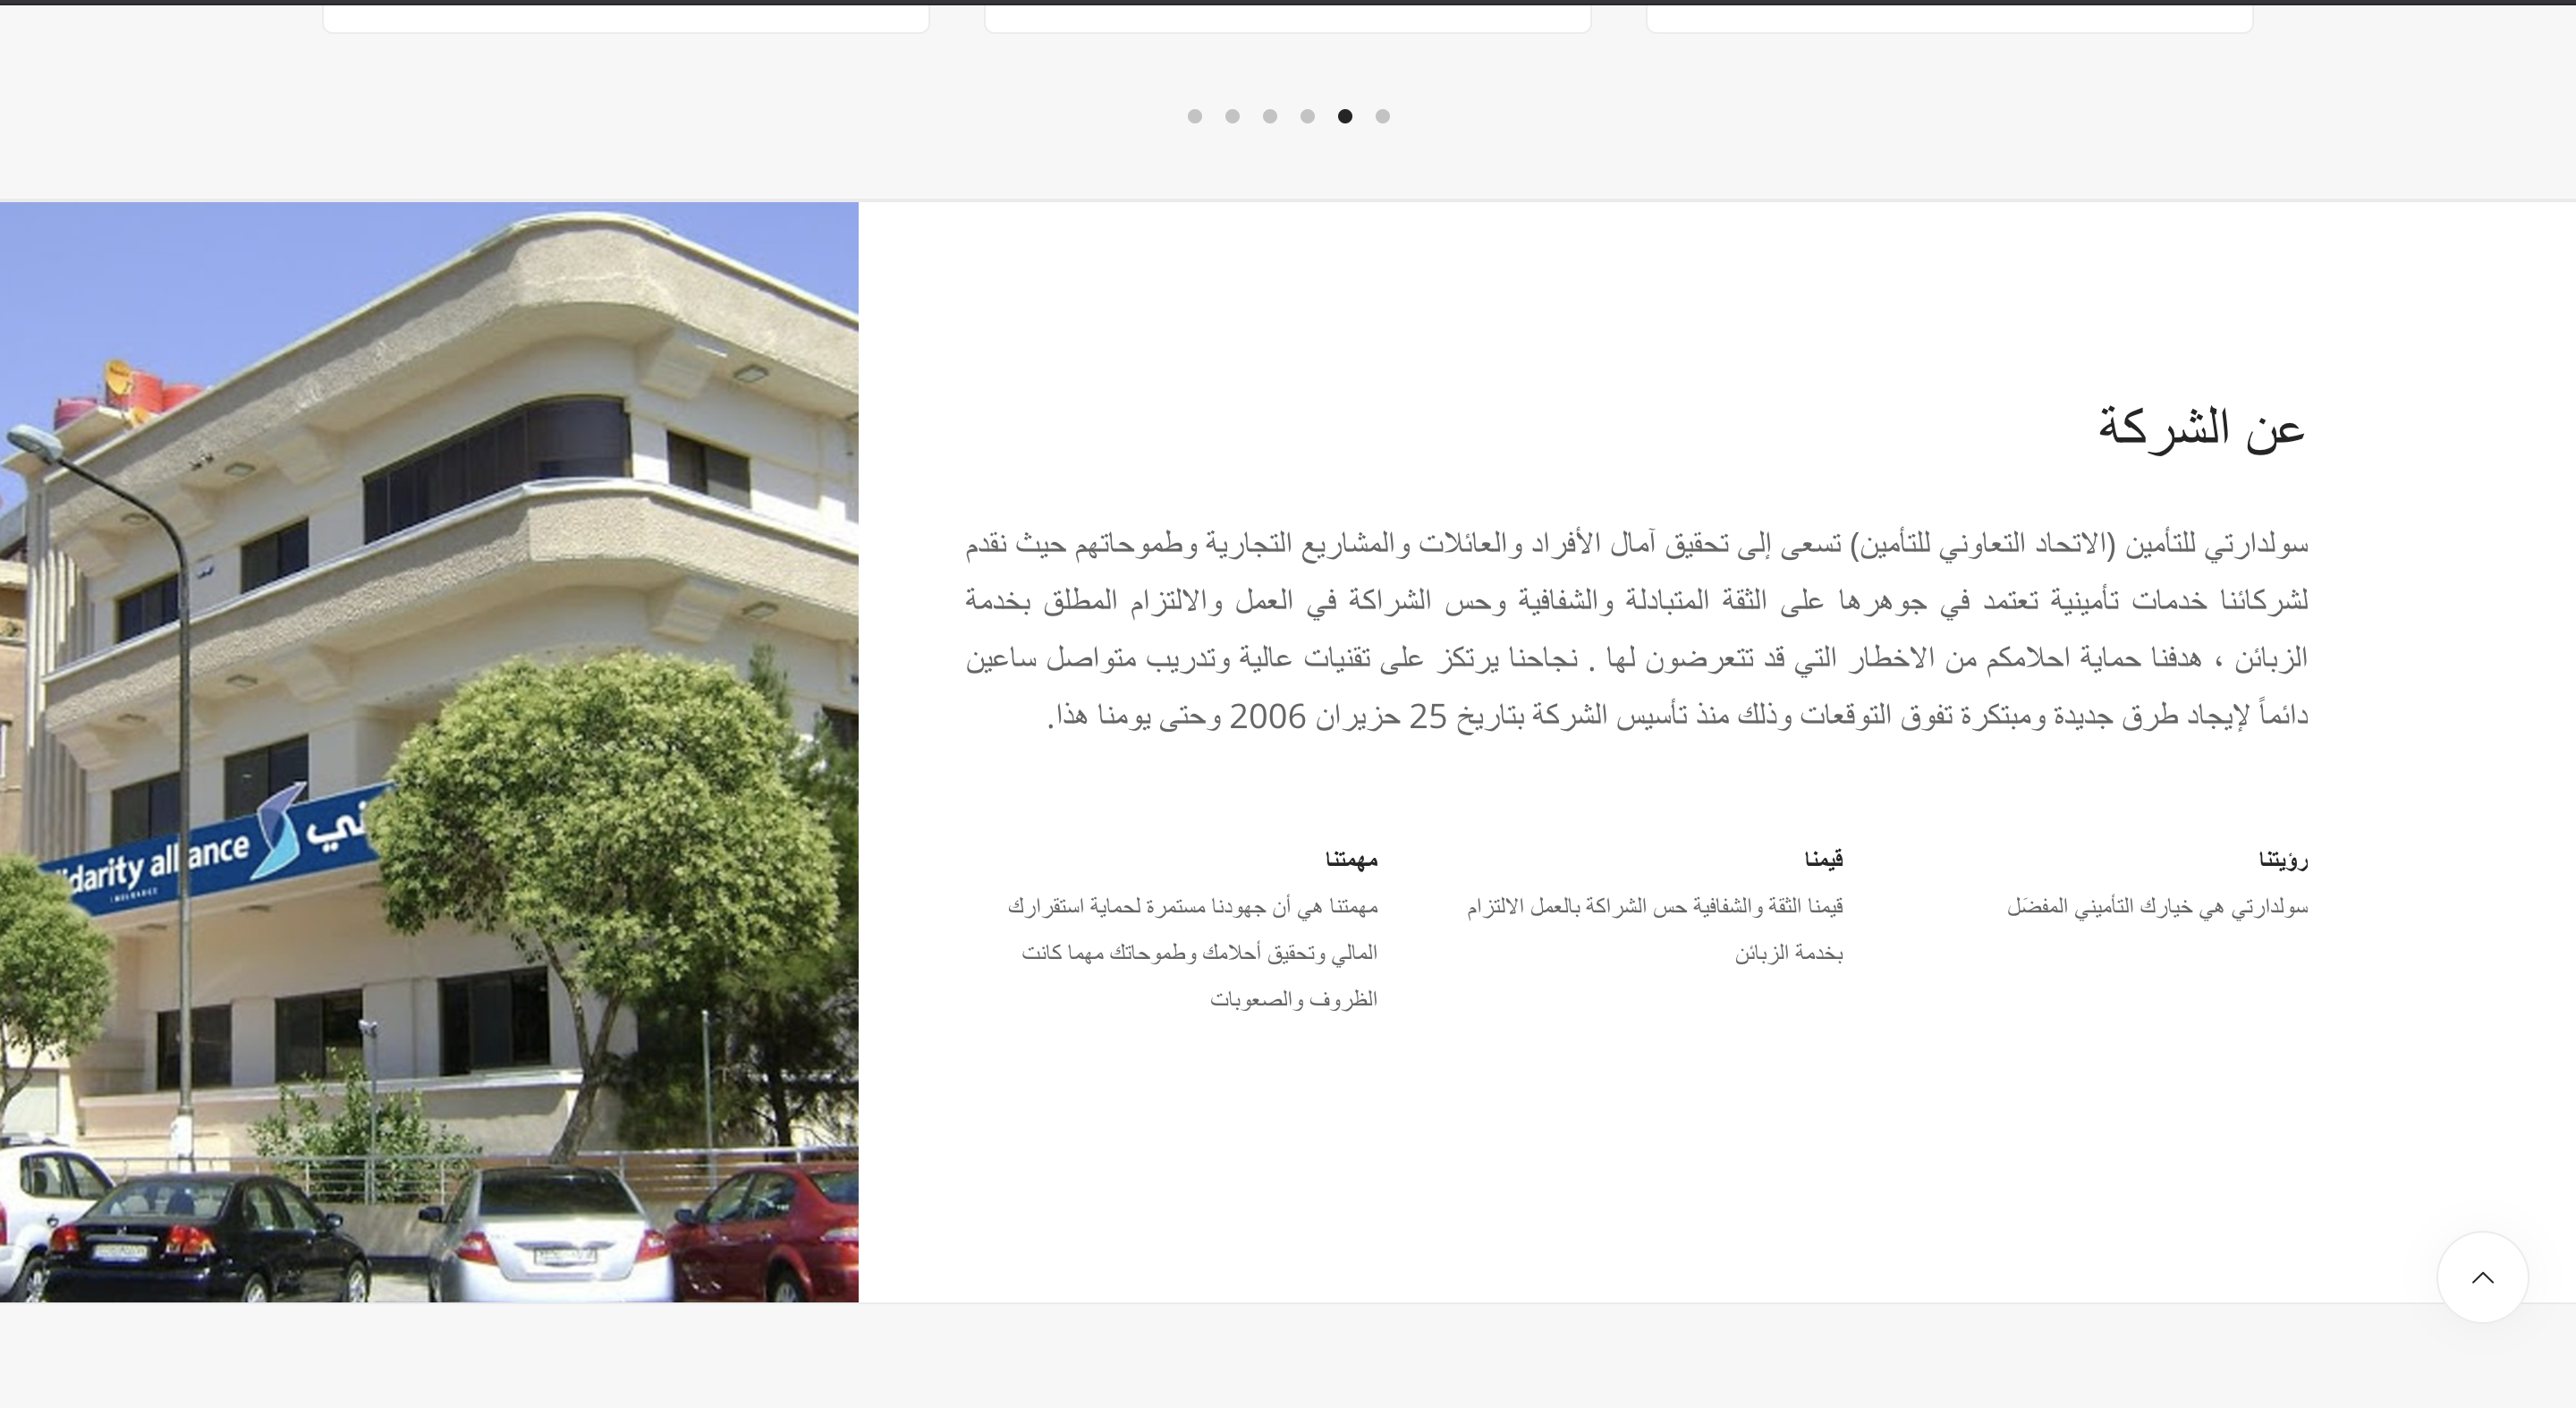 عن الشركة
سولدارتي للتأمين (الاتحاد التعاوني للتأمين) تسعى إلى تحقيق آمال الأفراد والعائلات والمشاريع التجارية وطموحاتهم حيث نقدم
لشركائنا خدمات تأمينية تعتمد في جوهرها على الثقة المتبادلة والشفافية وحس الشراكة في العمل والالتزام المطلق بخدمة
الزبائن ، هدفنا حماية احلامكم من الاخطار التي قد تتعرضون لها . نجاحنا يرتكز على تقنيات عالية وتدريب متواصل ساعين
دائماً لإيجاد طرق جديدة ومبتكرة تفوق التوقعات وذلك منذ تأسيس الشركة بتاريخ 25 حزيران 2006 وحتى يومنا هذا.
رؤيتنا
سولدارتي هي خيارك التأميني المفضَل
قيمنا
قيمنا الثقة والشفافية حس الشراكة بالعمل الالتزام
بخدمة الزبائن
مهمتنا
مهمتنا هي أن جهودنا مستمرة لحماية استقرارك
المالي وتحقيق أحلامك وطموحاتك مهما كانت
الظروف والصعوبات
idarity alliance ني
INSURANCE